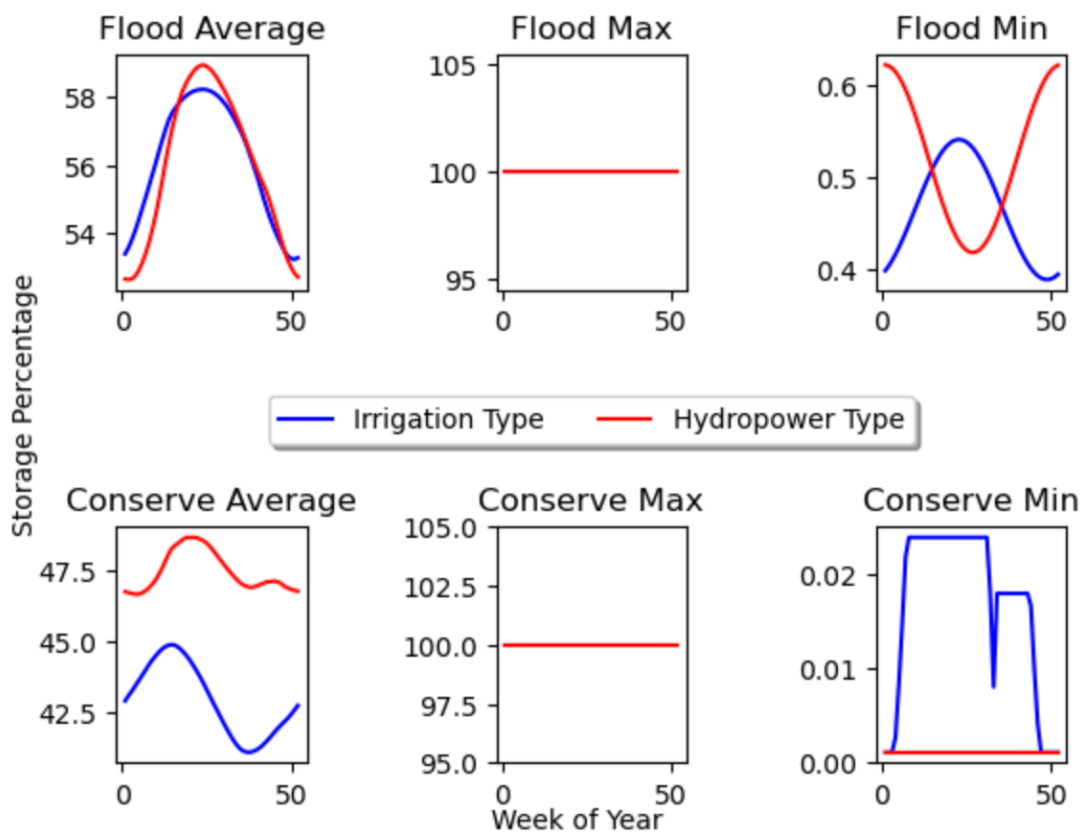 Flood Average
58
56
54
0 50
Flood Max
105
100
95
0 50
Flood Min
0.6
0.5
0.4
0 50
Storage Percentage
Irrigation Type Hydropower Type
Conserve Average
47.5
45.0
42.5
0 50
Conserve Max
105.0
102.5
100.0
97.5
95.0
0 50
Conserve Min
0.02
0.01
0.00
0 50
Week of Year